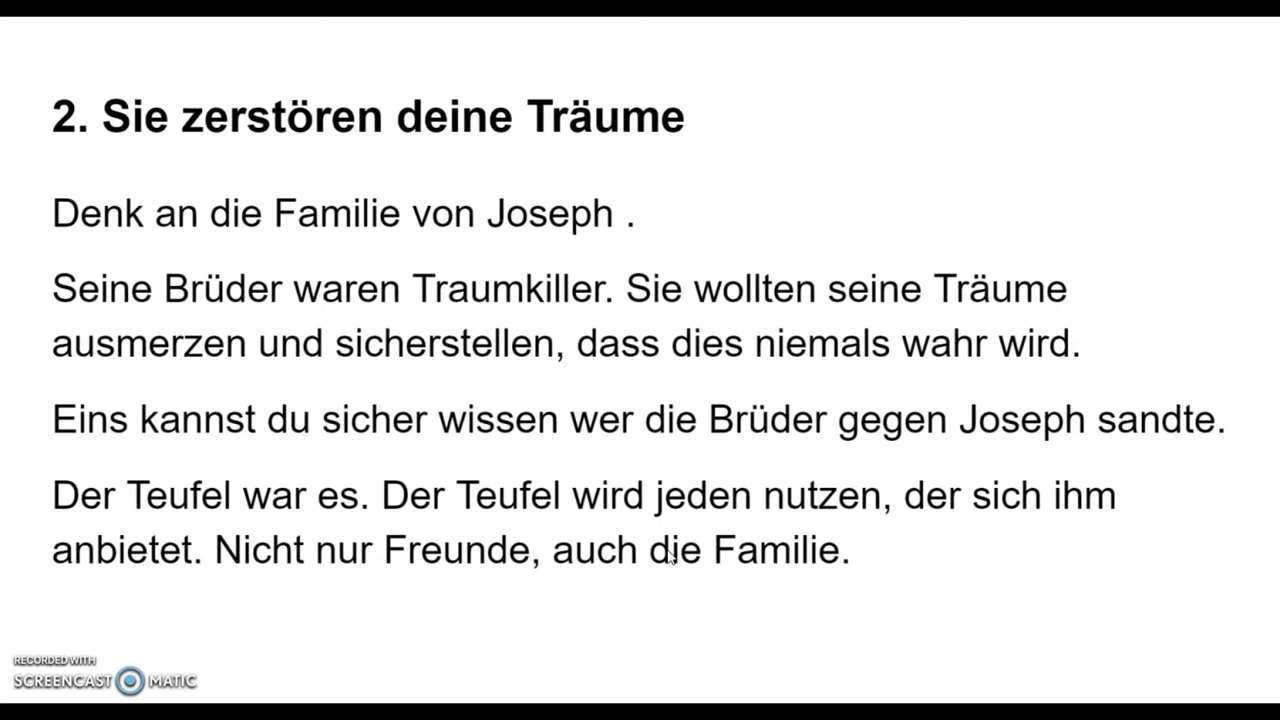 2. Sie zerstören deine Träume
Denk an die Familie von Joseph .
Seine Brüder waren Traumkiller. Sie wollten seine Träume
ausmerzen und sicherstellen, dass dies niemals wahr wird.
Eins kannst du sicher wissen wer die Brüder gegen Joseph sandte.
Der Teufel war es. Der Teufel wird jeden nutzen, der sich ihm
anbietet. Nicht nur Freunde, auch die Familie.
RECORDED WITH
SCREENCAST MATIC